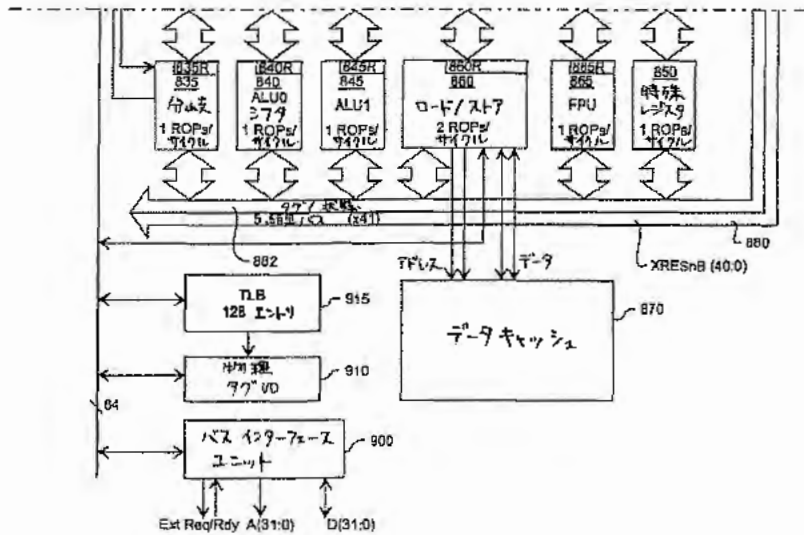 835R
835
分岐
1 ROPs/
サイクル
840R
840
ALU0
シフタ
1 ROPs/
サイクル
845R
845
ALU1
1 ROPs/
サイクル
860R
860
ロード/ストア
2 ROPs/
サイクル
865R
865
FPU
1 ROPs/
サイクル
850
特殊
レジスタ
1 ROPs/
サイクル
タグ/状態
バス (x41)
882
880
XRESnB (40:0)
アドレス
データ
TLB
128 エントリ
915
データキャッシュ
870
物理
タグ I/D
910
64
バス インターフェース
ユニット
900
Ext Req/Rdy A(31:0) D(31:0)